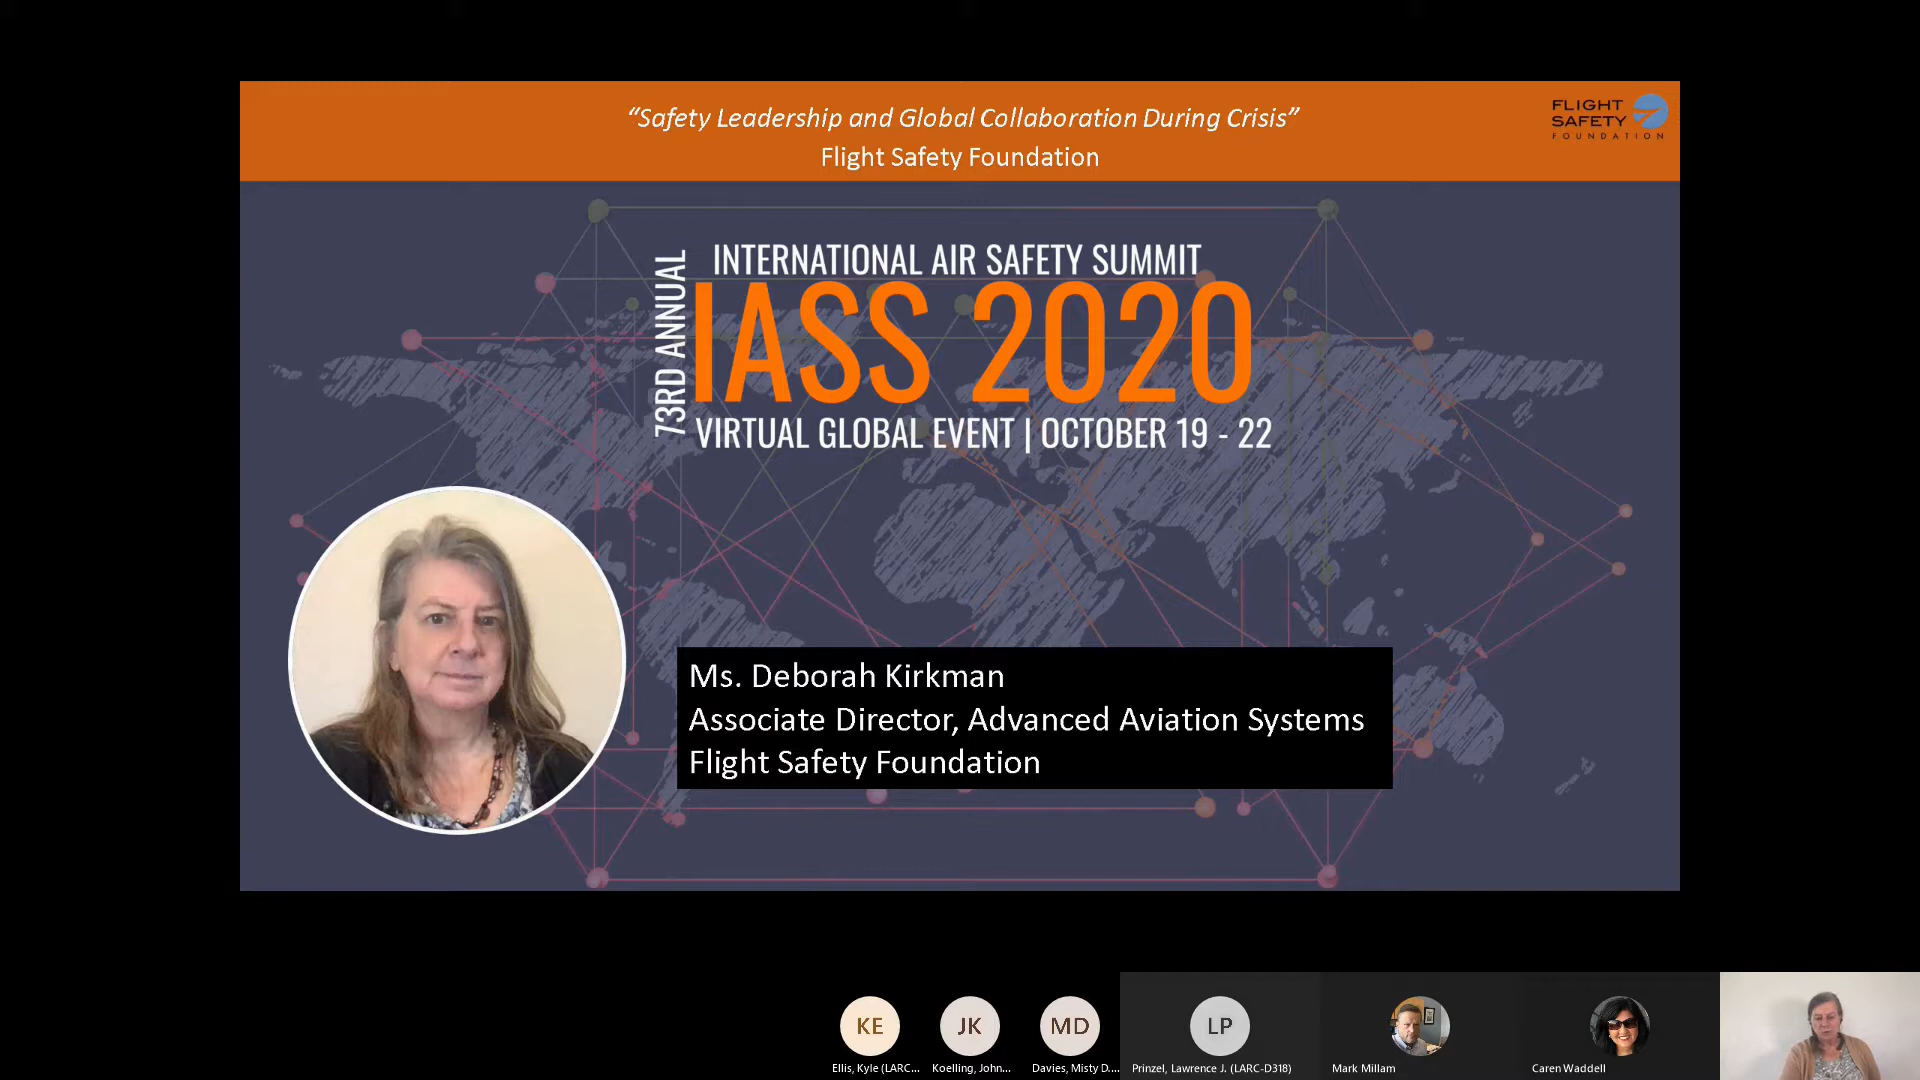 “Safety Leadership and Global Collaboration During Crisis”
Flight Safety Foundation
FLIGHT
SAFETY
FOUNDATION
73RD ANNUAL
INTERNATIONAL AIR SAFETY SUMMIT
IASS 2020
VIRTUAL GLOBAL EVENT | OCTOBER 19 - 22
Ms. Deborah Kirkman
Associate Director, Advanced Aviation Systems
Flight Safety Foundation
KE
JK
MD
LP
Ellis, Kyle (LARC...
Koelling, John...
Davies, Misty D....
Prinzel, Lawrence J. (LARC-D318)
Mark Millam
Caren Waddell